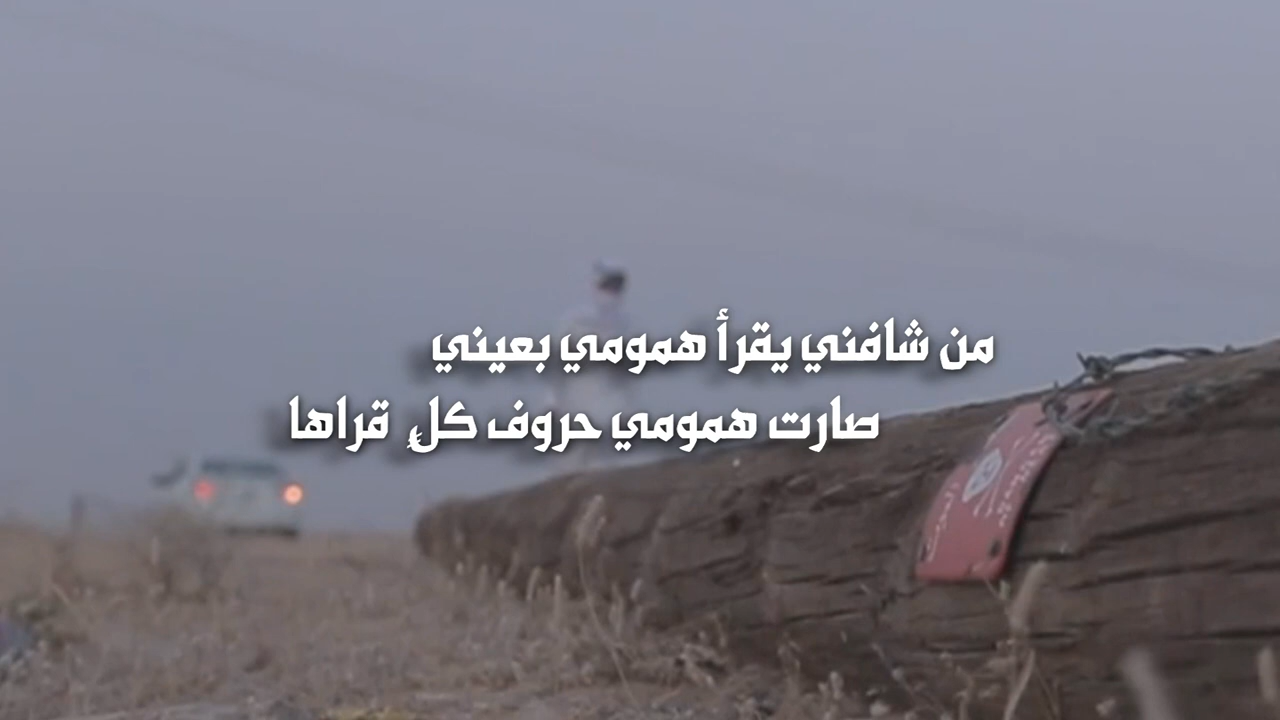 من شافني يقرأ همومي بعيني
صارت همومي حروف كلٍ قراها